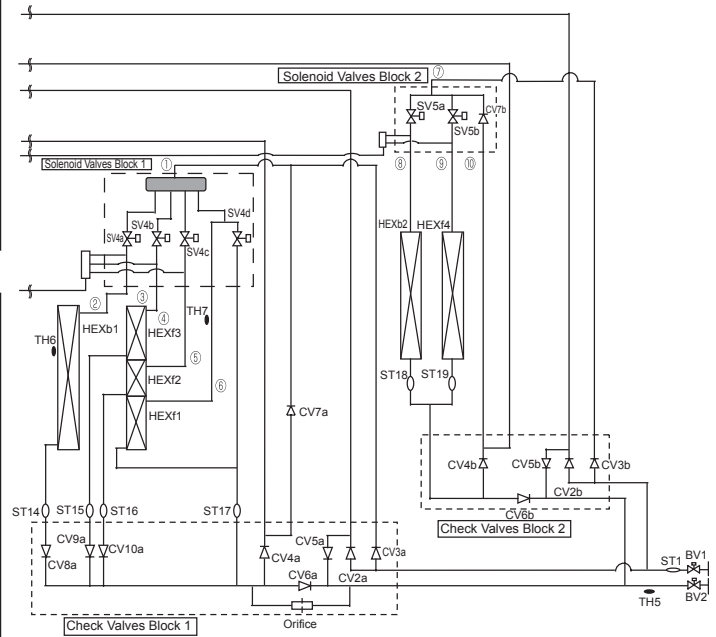 Solenoid Valves Block 2
⑦
SV5a
CV7b
SV5b
Solenoid Valves Block 1
①
⑧
⑨
⑩
SV4d
SV4b
SV4a
SV4c
HEXb2
HEXf4
②
③
④
TH7
HEXb1
HEXf3
TH6
⑤
HEXf2
ST18
ST19
⑥
HEXf1
CV7a
CV4b
CV5b
CV3b
CV2b
ST14
ST15
ST16
ST17
CV6b
Check Valves Block 2
CV9a
CV5a
CV10a
CV4a
CV3a
ST1
BV1
CV8a
CV6a
CV2a
TH5
BV2
Orifice
Check Valves Block 1